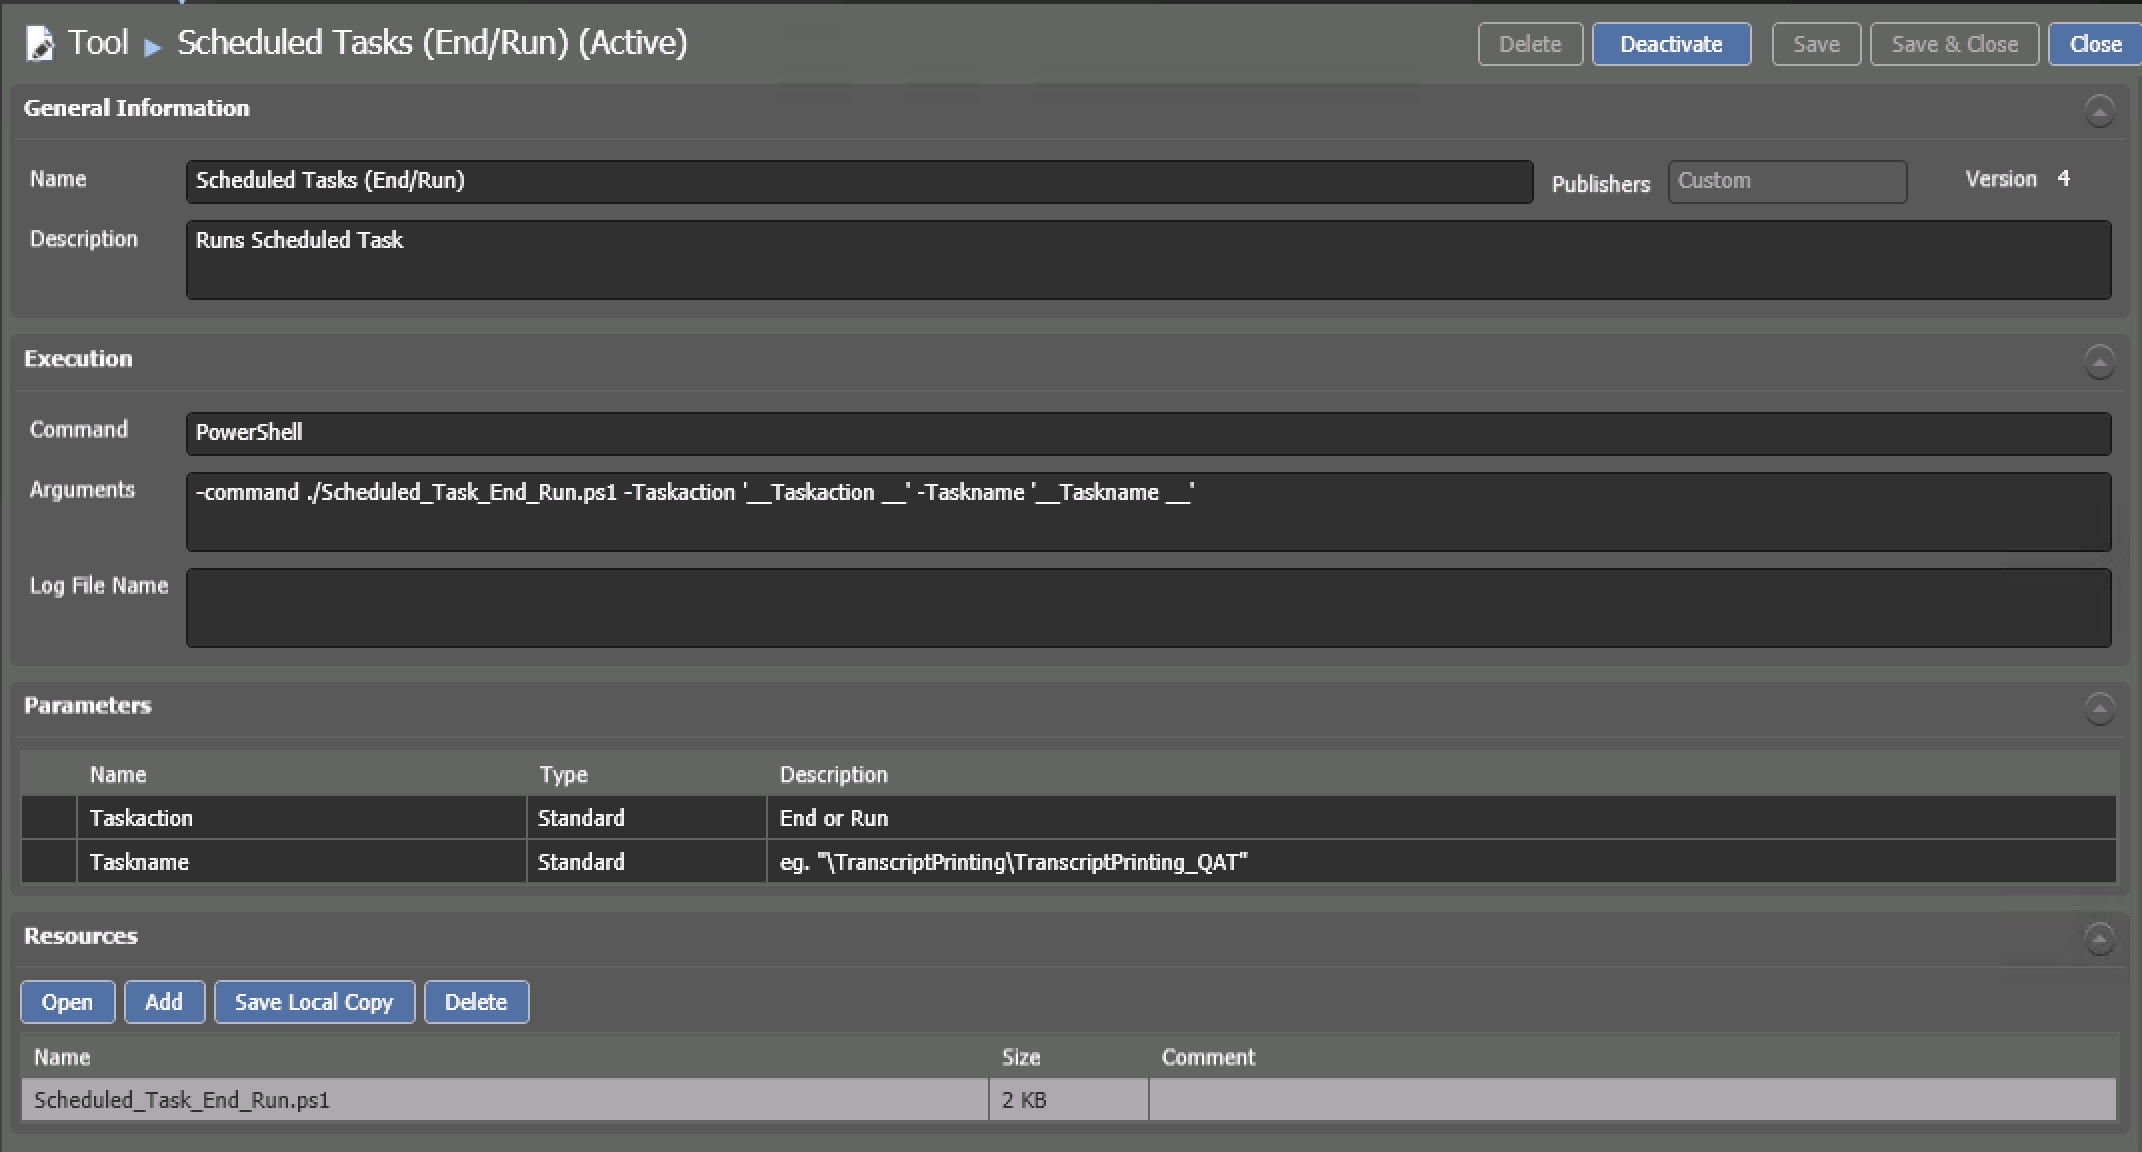 Tool ▶ Scheduled Tasks (End/Run) (Active)
Delete Deactivate Save Save & Close Close
General Information
Name Scheduled Tasks (End/Run) Publishers Custom Version 4
Description Runs Scheduled Task
Execution
Command PowerShell
Arguments -command ./Scheduled_Task_End_Run.ps1 -Taskaction '__Taskaction __' -Taskname '__Taskname __'
Log File Name
Parameters
Name Type Description
Taskaction Standard End or Run
Taskname Standard eg. "\TranscriptPrinting\TranscriptPrinting_QAT"
Resources
Open Add Save Local Copy Delete
Name Size Comment
Scheduled_Task_End_Run.ps1 2 KB